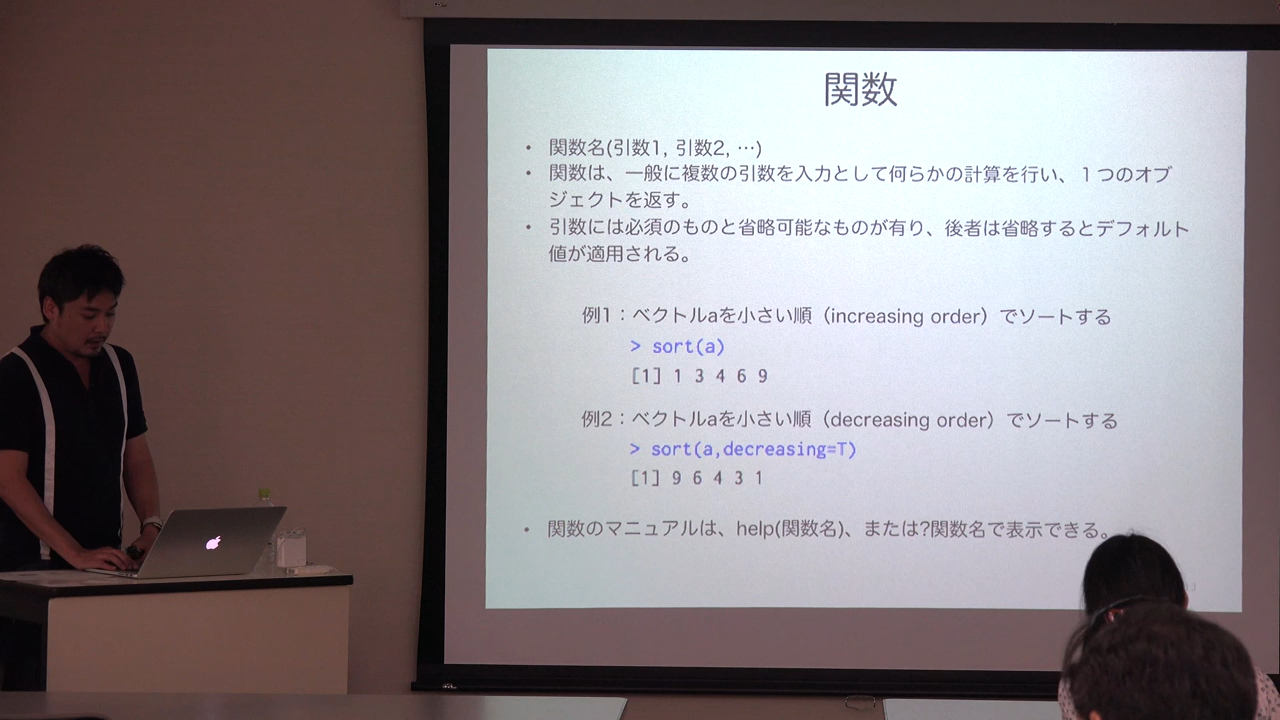 関数
• 関数名(引数1, 引数2, …)
• 関数は、一般に複数の引数を入力として何らかの計算を行い、１つのオブ
ジェクトを返す。
• 引数には必須のものと省略可能なものが有り、後者は省略するとデフォルト
値が適用される。
例1：ベクトルaを小さい順（increasing order）でソートする
> sort(a)
[1] 1 3 4 6 9
例2：ベクトルaを小さい順（decreasing order）でソートする
> sort(a,decreasing=T)
[1] 9 6 4 3 1
• 関数のマニュアルは、help(関数名)、または?関数名で表示できる。